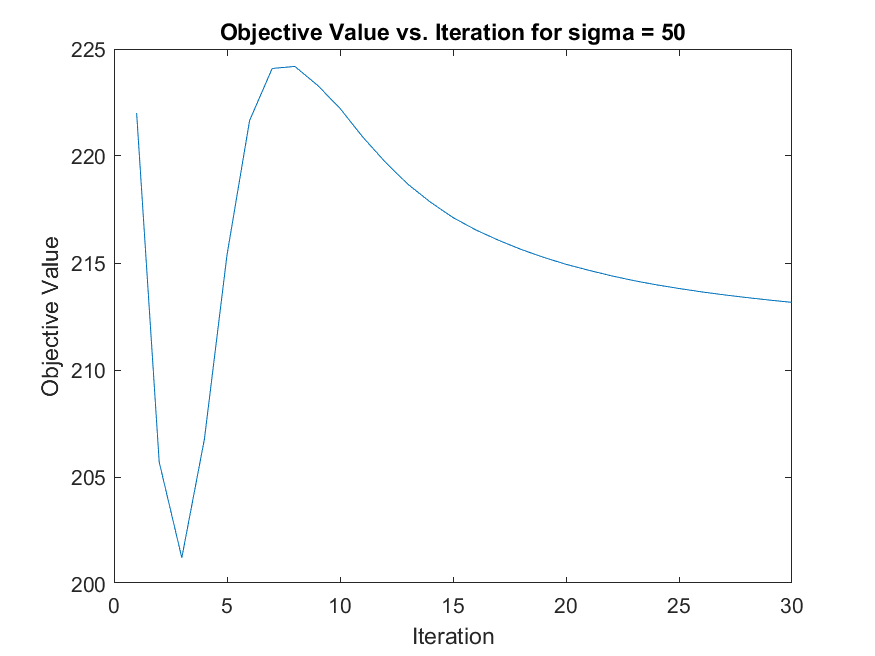 Objective Value vs. Iteration for sigma = 50
225
220
215
210
205
200
Objective Value
0 5 10 15 20 25 30
Iteration